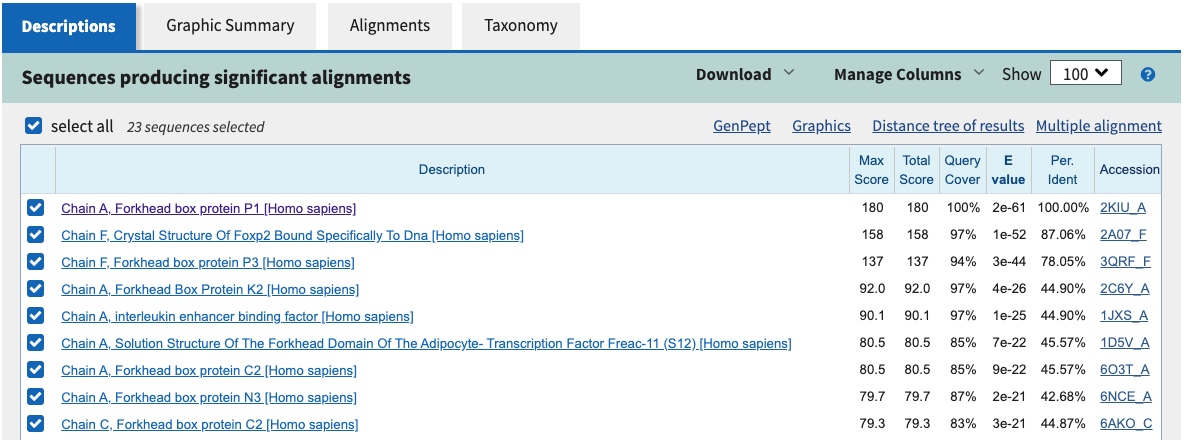 Descriptions Graphic Summary Alignments Taxonomy
Sequences producing significant alignments Download Manage Columns Show 100 ?
select all 23 sequences selected GenPept Graphics Distance tree of results Multiple alignment
Description Max Score Total Score Query Cover E value Per. Ident Accession
Chain A, Forkhead box protein P1 [Homo sapiens] 180 180 100% 2e-61 100.00% 2KIU_A
Chain F, Crystal Structure Of Foxp2 Bound Specifically To Dna [Homo sapiens] 158 158 97% 1e-52 87.06% 2A07_F
Chain F, Forkhead box protein P3 [Homo sapiens] 137 137 94% 3e-44 78.05% 3QRF_F
Chain A, Forkhead Box Protein K2 [Homo sapiens] 92.0 92.0 97% 4e-26 44.90% 2C6Y_A
Chain A, interleukin enhancer binding factor [Homo sapiens] 90.1 90.1 97% 1e-25 44.90% 1JXS_A
Chain A, Solution Structure Of The Forkhead Domain Of The Adipocyte- Transcription Factor Freac-11 (S12) [Homo sapiens] 80.5 80.5 85% 7e-22 45.57% 1D5V_A
Chain A, Forkhead box protein C2 [Homo sapiens] 80.5 80.5 85% 9e-22 45.57% 6O3T_A
Chain A, Forkhead box protein N3 [Homo sapiens] 79.7 79.7 87% 2e-21 42.68% 6NCE_A
Chain C, Forkhead box protein C2 [Homo sapiens] 79.3 79.3 83% 3e-21 44.87% 6AKO_C